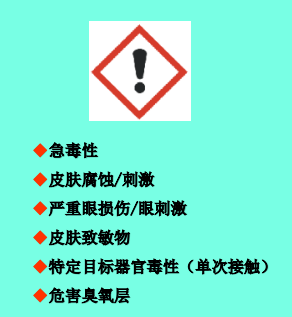 急毒性
皮肤腐蚀/刺激
严重眼损伤/眼刺激
皮肤致敏物
特定目标器官毒性（单次接触）
危害臭氧层